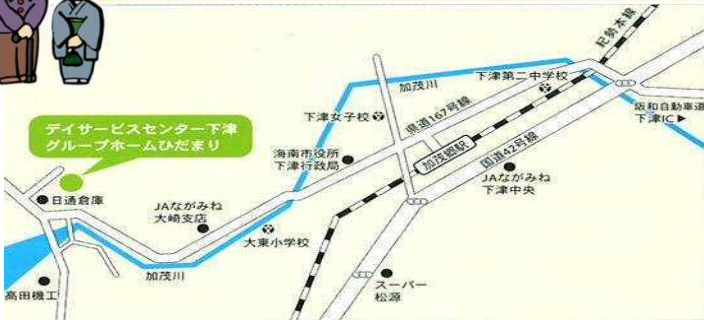 紀勢本線
加茂川
下津第二中学校
下津女子校
県道167号線
阪和自動車道
下津IC▶
デイサービスセンター下津
グループホームひだまり
海南市役所
下津行政局
加茂郷駅
国道42号線
JAながみね
下津中央
日通倉庫
JAながみね
大崎支店
大東小学校
加茂川
高田機工
スーパー
松源